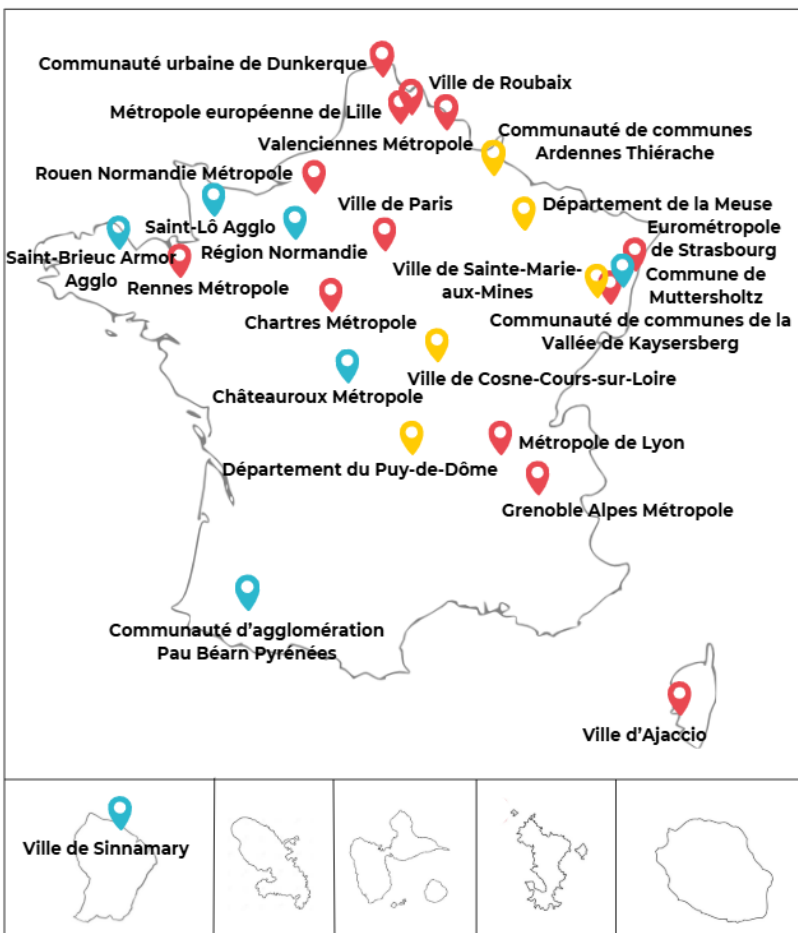 Communauté urbaine de Dunkerque
Ville de Roubaix
Métropole européenne de Lille
Valenciennes Métropole
Communauté de communes
Ardennes Thiérache
Rouen Normandie Métropole
Ville de Paris
Département de la Meuse
Saint-Lô Agglo
Eurométropole
de Strasbourg
Saint-Brieuc Armor
Agglo
Région Normandie
Rennes Métropole
Ville de Sainte-Marie-
aux-Mines
Commune de
Muttersholtz
Chartres Métropole
Communauté de communes de la
Vallée de Kaysersberg
Ville de Cosne-Cours-sur-Loire
Châteauroux Métropole
Métropole de Lyon
Département du Puy-de-Dôme
Grenoble Alpes Métropole
Communauté d’agglomération
Pau Béarn Pyrénées
Ville d’Ajaccio
Ville de Sinnamary